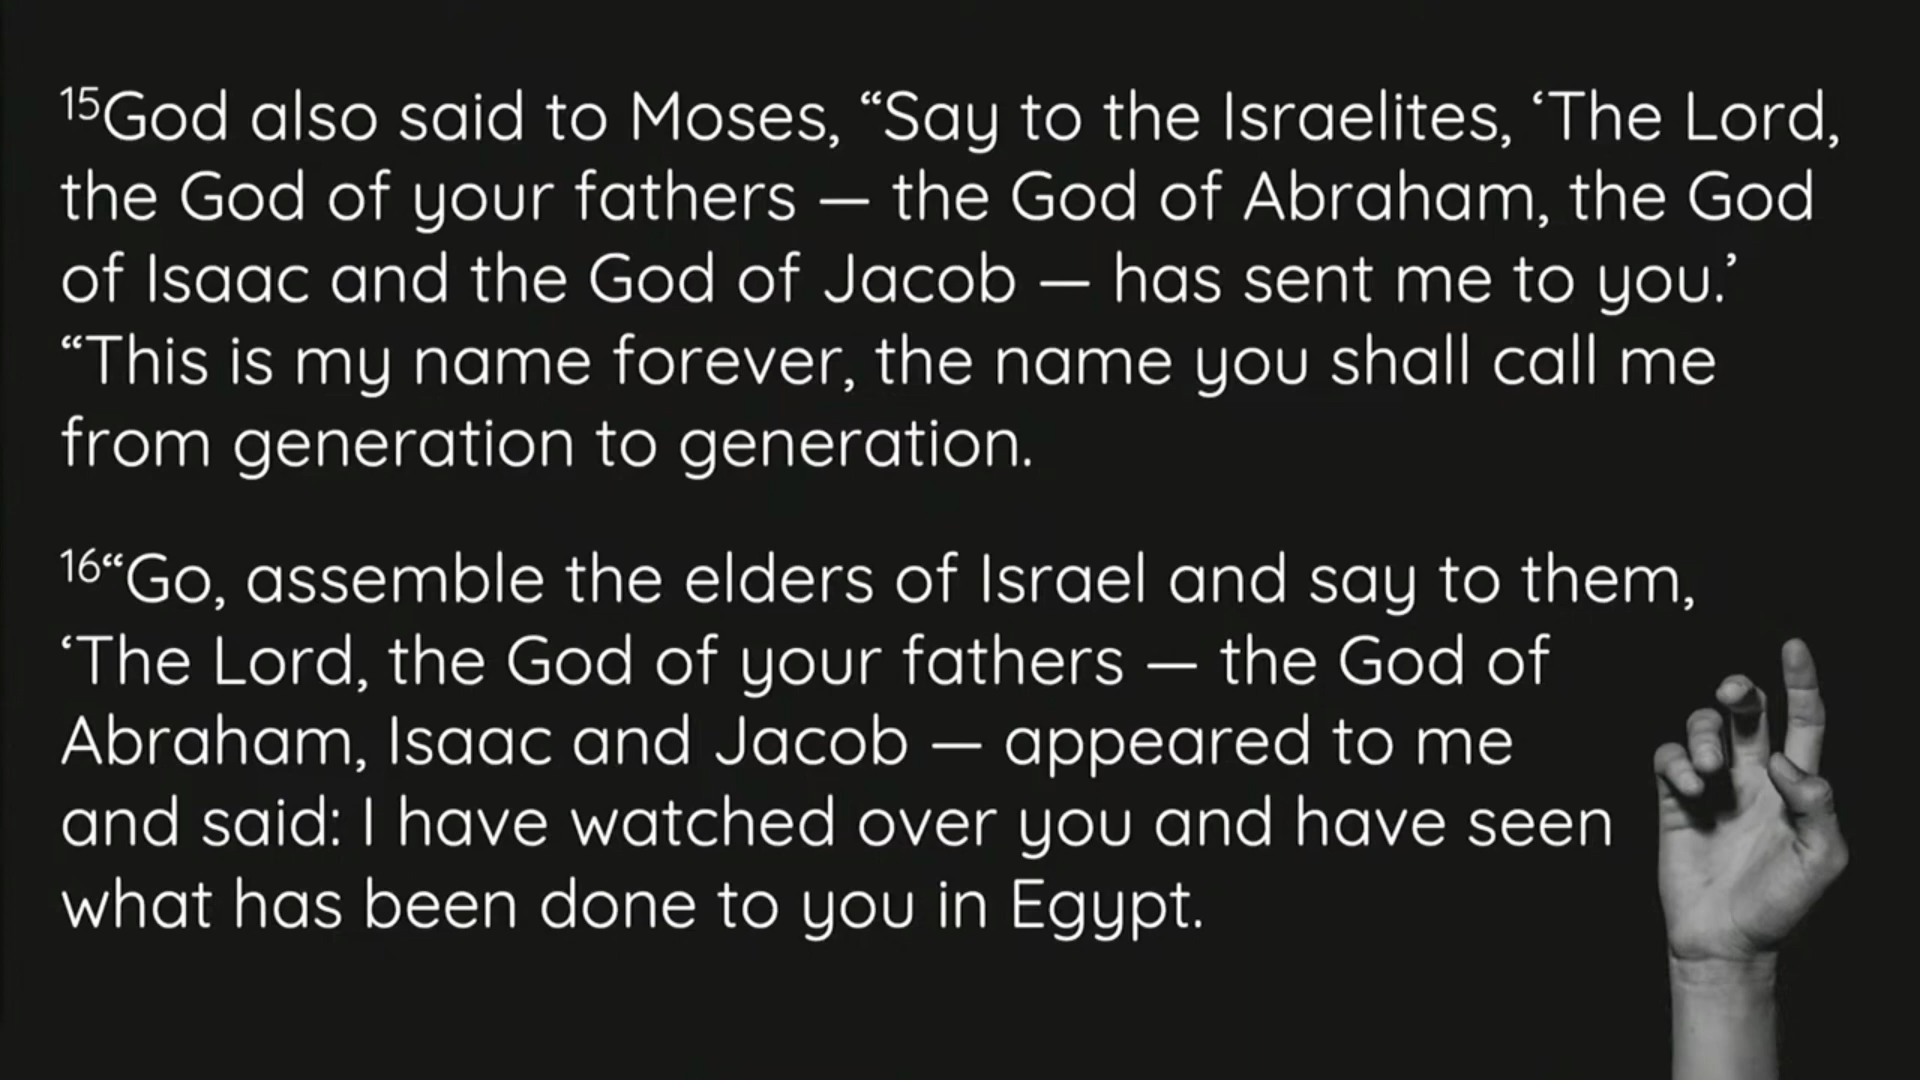 15God also said to Moses, “Say to the Israelites, ‘The Lord,
the God of your fathers — the God of Abraham, the God
of Isaac and the God of Jacob — has sent me to you.’
“This is my name forever, the name you shall call me
from generation to generation.
16“Go, assemble the elders of Israel and say to them,
‘The Lord, the God of your fathers — the God of
Abraham, Isaac and Jacob — appeared to me
and said: I have watched over you and have seen
what has been done to you in Egypt.